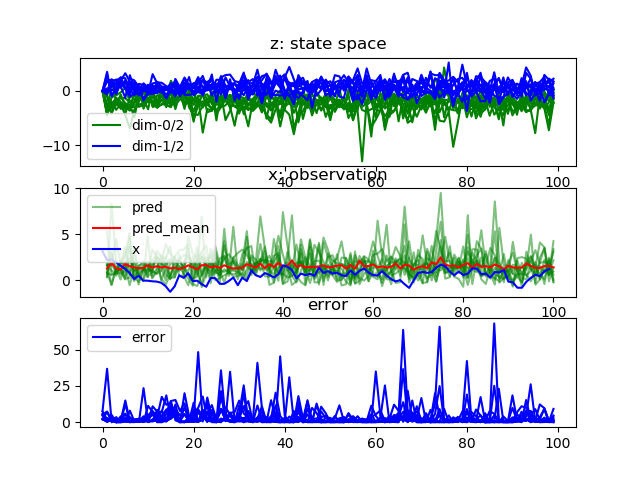 z: state space
0
−10
dim-0/2
dim-1/2
0 20 40 60 80 100
x: observation
10
5
0
pred
pred_mean
x
0 20 40 60 80 100
error
50
25
0
error
0 20 40 60 80 100